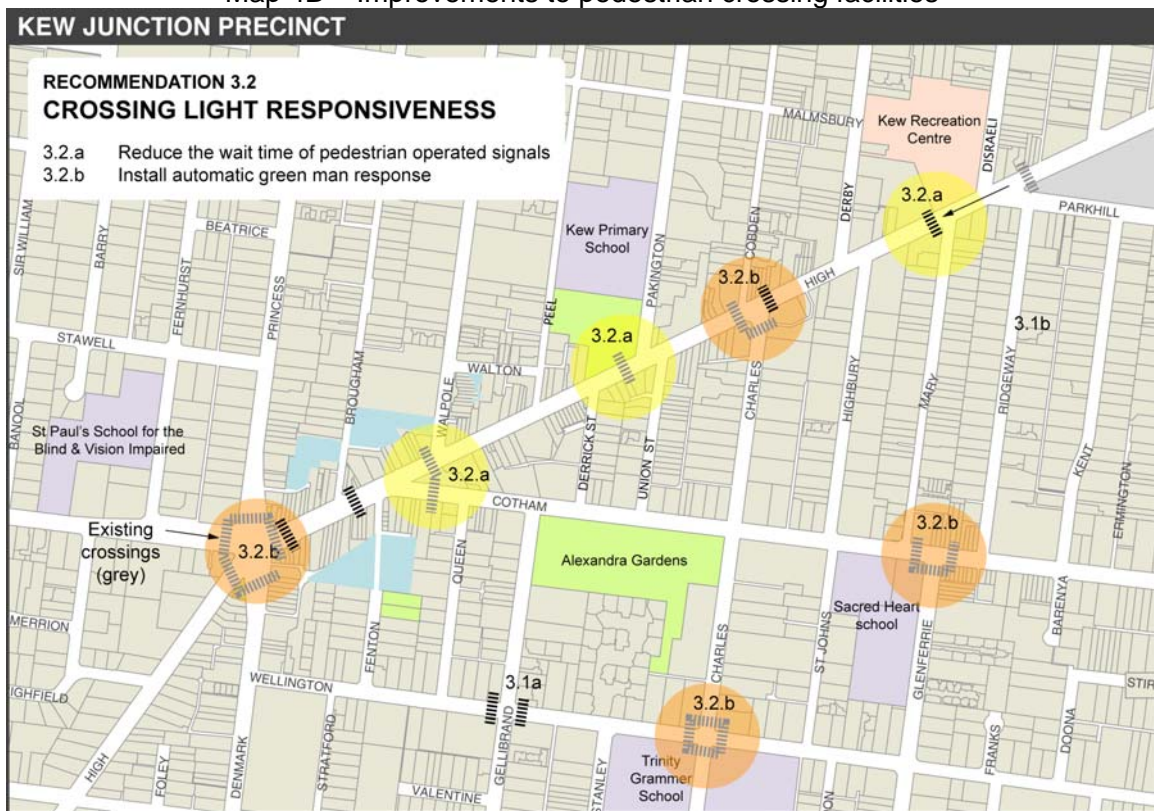 Map 4B – Improvements to pedestrian crossing facilities
KEW JUNCTION PRECINCT
RECOMMENDATION 3.2
CROSSING LIGHT RESPONSIVENESS
3.2.a Reduce the wait time of pedestrian operated signals
3.2.b Install automatic green man response
MALMSBURY
Kew Recreation
Centre
DISRAELI
SIR WILLIAM
BARRY
FERNHURST
BEATRICE
PRINCESS
Kew Primary
School
PAKINGTON
COBDEN
DERBY
3.2.a
PARKHILL
3.2.b
HIGH
PEEL
3.2.a
3.1b
STAWELL
BROUGHAM
WALPOLE
WALTON
CHARLES
HIGHBURY
MARY
RIDGEWAY
BANOOL
St Paul's School for the
Blind & Vision Impaired
3.2.a
DERRICK ST
UNION ST
KENT
ERMINGTON
COTHAM
Existing
crossings
(grey)
3.2.b
3.2.b
QUEEN
Alexandra Gardens
Sacred Heart
school
BARENYA
MERRION
FENTON
CHARLES
ST JOHNS
GLENFERRIE
IGHFIELD
WELLINGTON
3.1a
STIR
3.2.b
HIGH
FOLEY
DENMARK
STRATFORD
GELLIBRAND
VALENTINE
STANLEY
Trinity
Grammer
School
FRANKS
DOONA
ON